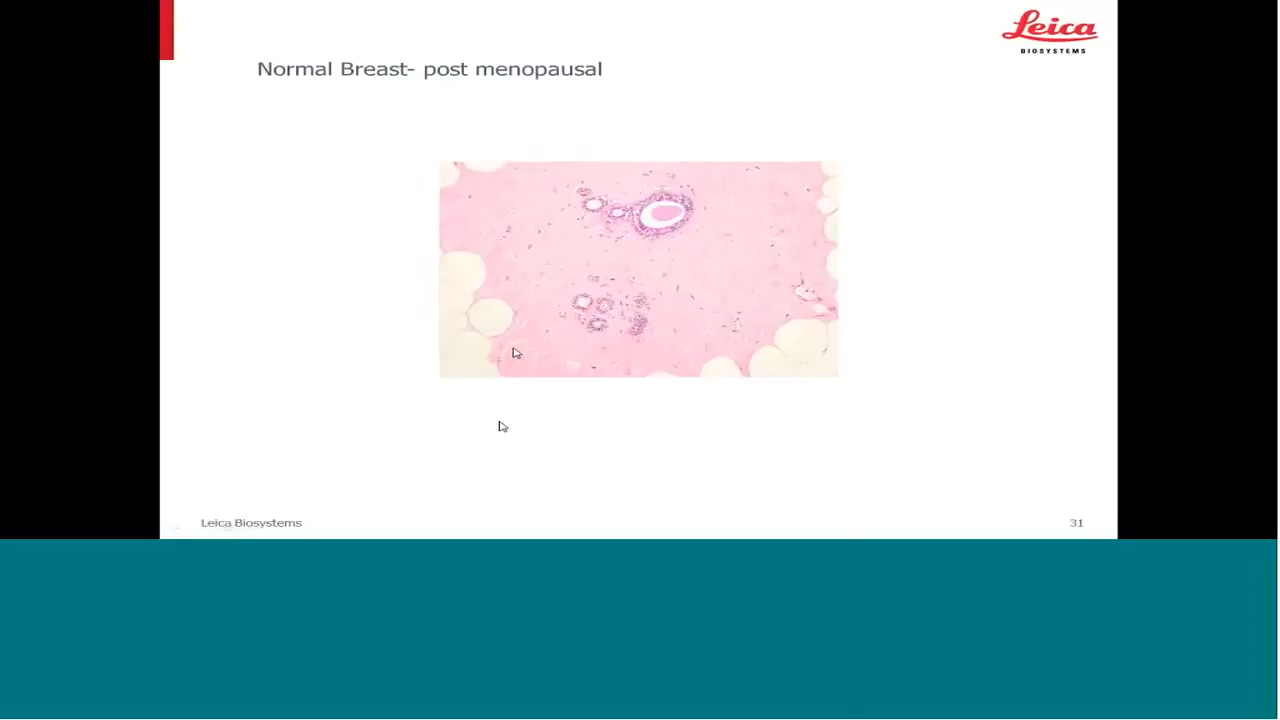 Leica
BIOSYSTEMS
Normal Breast- post menopausal
Leica Biosystems
31